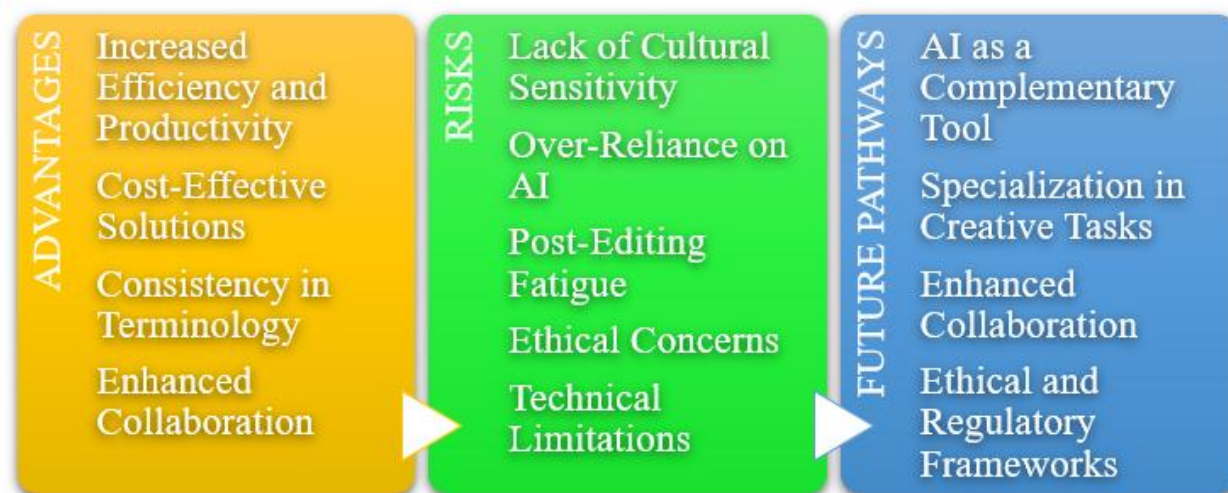 ADVANTAGES
Increased
Efficiency and
Productivity
Cost-Effective
Solutions
Consistency in
Terminology
Enhanced
Collaboration
RISKS
Lack of Cultural
Sensitivity
Over-Reliance on
AI
Post-Editing
Fatigue
Ethical Concerns
Technical
Limitations
FUTURE PATHWAYS
AI as a
Complementary
Tool
Specialization in
Creative Tasks
Enhanced
Collaboration
Ethical and
Regulatory
Frameworks